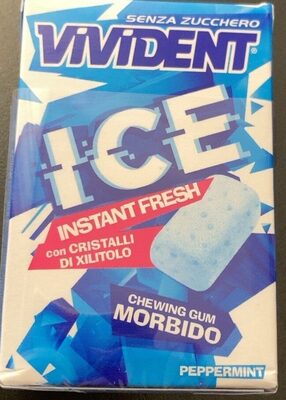 SENZA ZUCCHERO
VIVIDENT®
ICE
INSTANT FRESH
con CRISTALLI
DI XILITOLO
CHEWING GUM
MORBIDO
PEPPERMINT